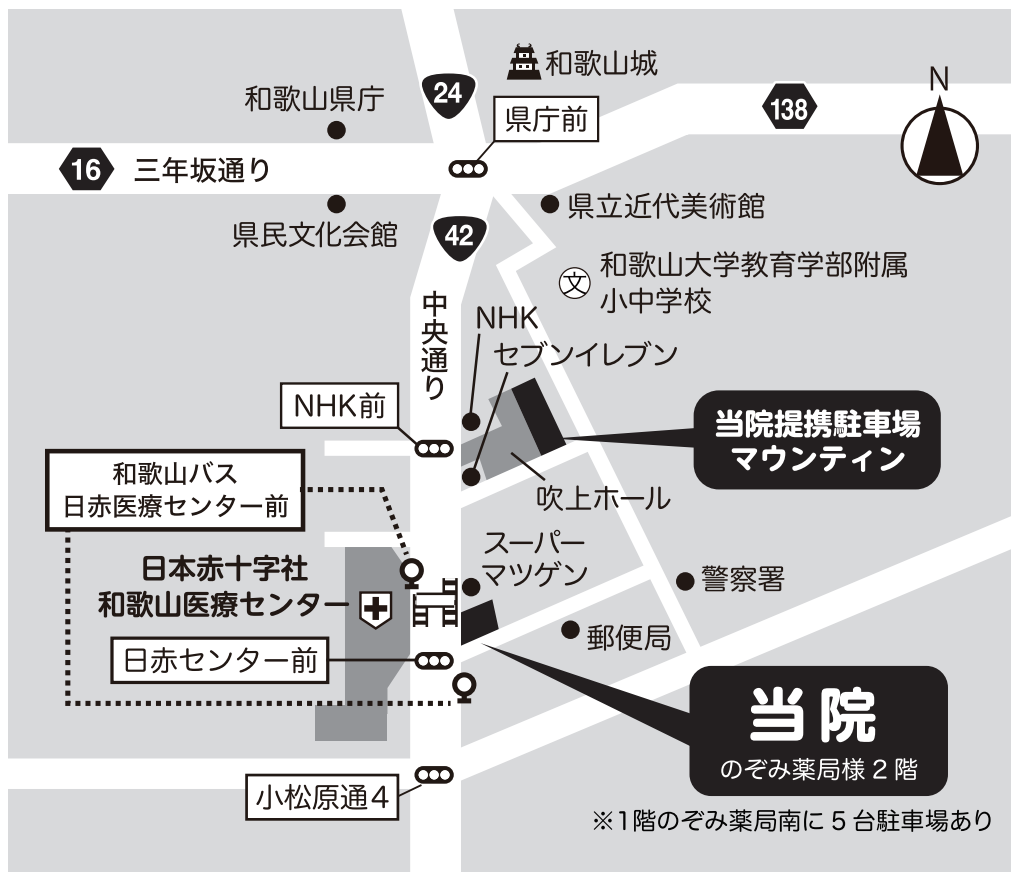 和歌山城
N
24
138
和歌山県庁
県庁前
16
三年坂通り
県立近代美術館
県民文化会館
42
文
和歌山大学教育学部附属
小中学校
中央通り
NHK
セブンイレブン
NHK前
当院提携駐車場
マウンティン
和歌山バス
日赤医療センター前
吹上ホール
スーパー
マツゲン
日本赤十字社
和歌山医療センター
警察署
郵便局
日赤センター前
当院
のぞみ薬局様2階
小松原通4
※1階のぞみ薬局南に5台駐車場あり